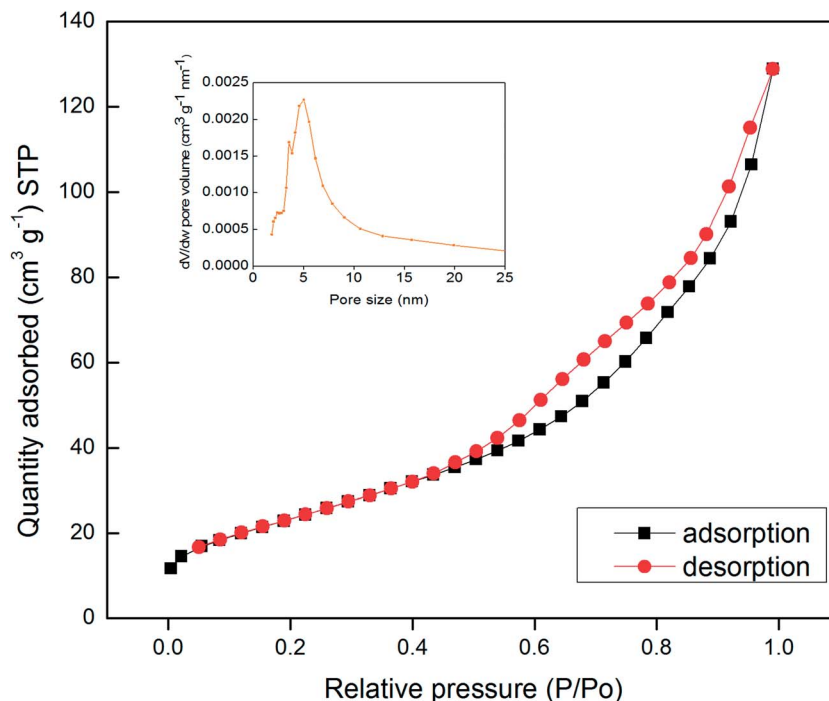 140
120
100
80
60
40
20
0
Quantity adsorbed (cm³ g⁻¹) STP
0.0 0.2 0.4 0.6 0.8 1.0
Relative pressure (P/Po)
dV/dw pore volume (cm³ g⁻¹ nm⁻¹)
0.0025
0.0020
0.0015
0.0010
0.0005
0.0000
0 5 10 15 20 25
Pore size (nm)
adsorption
desorption